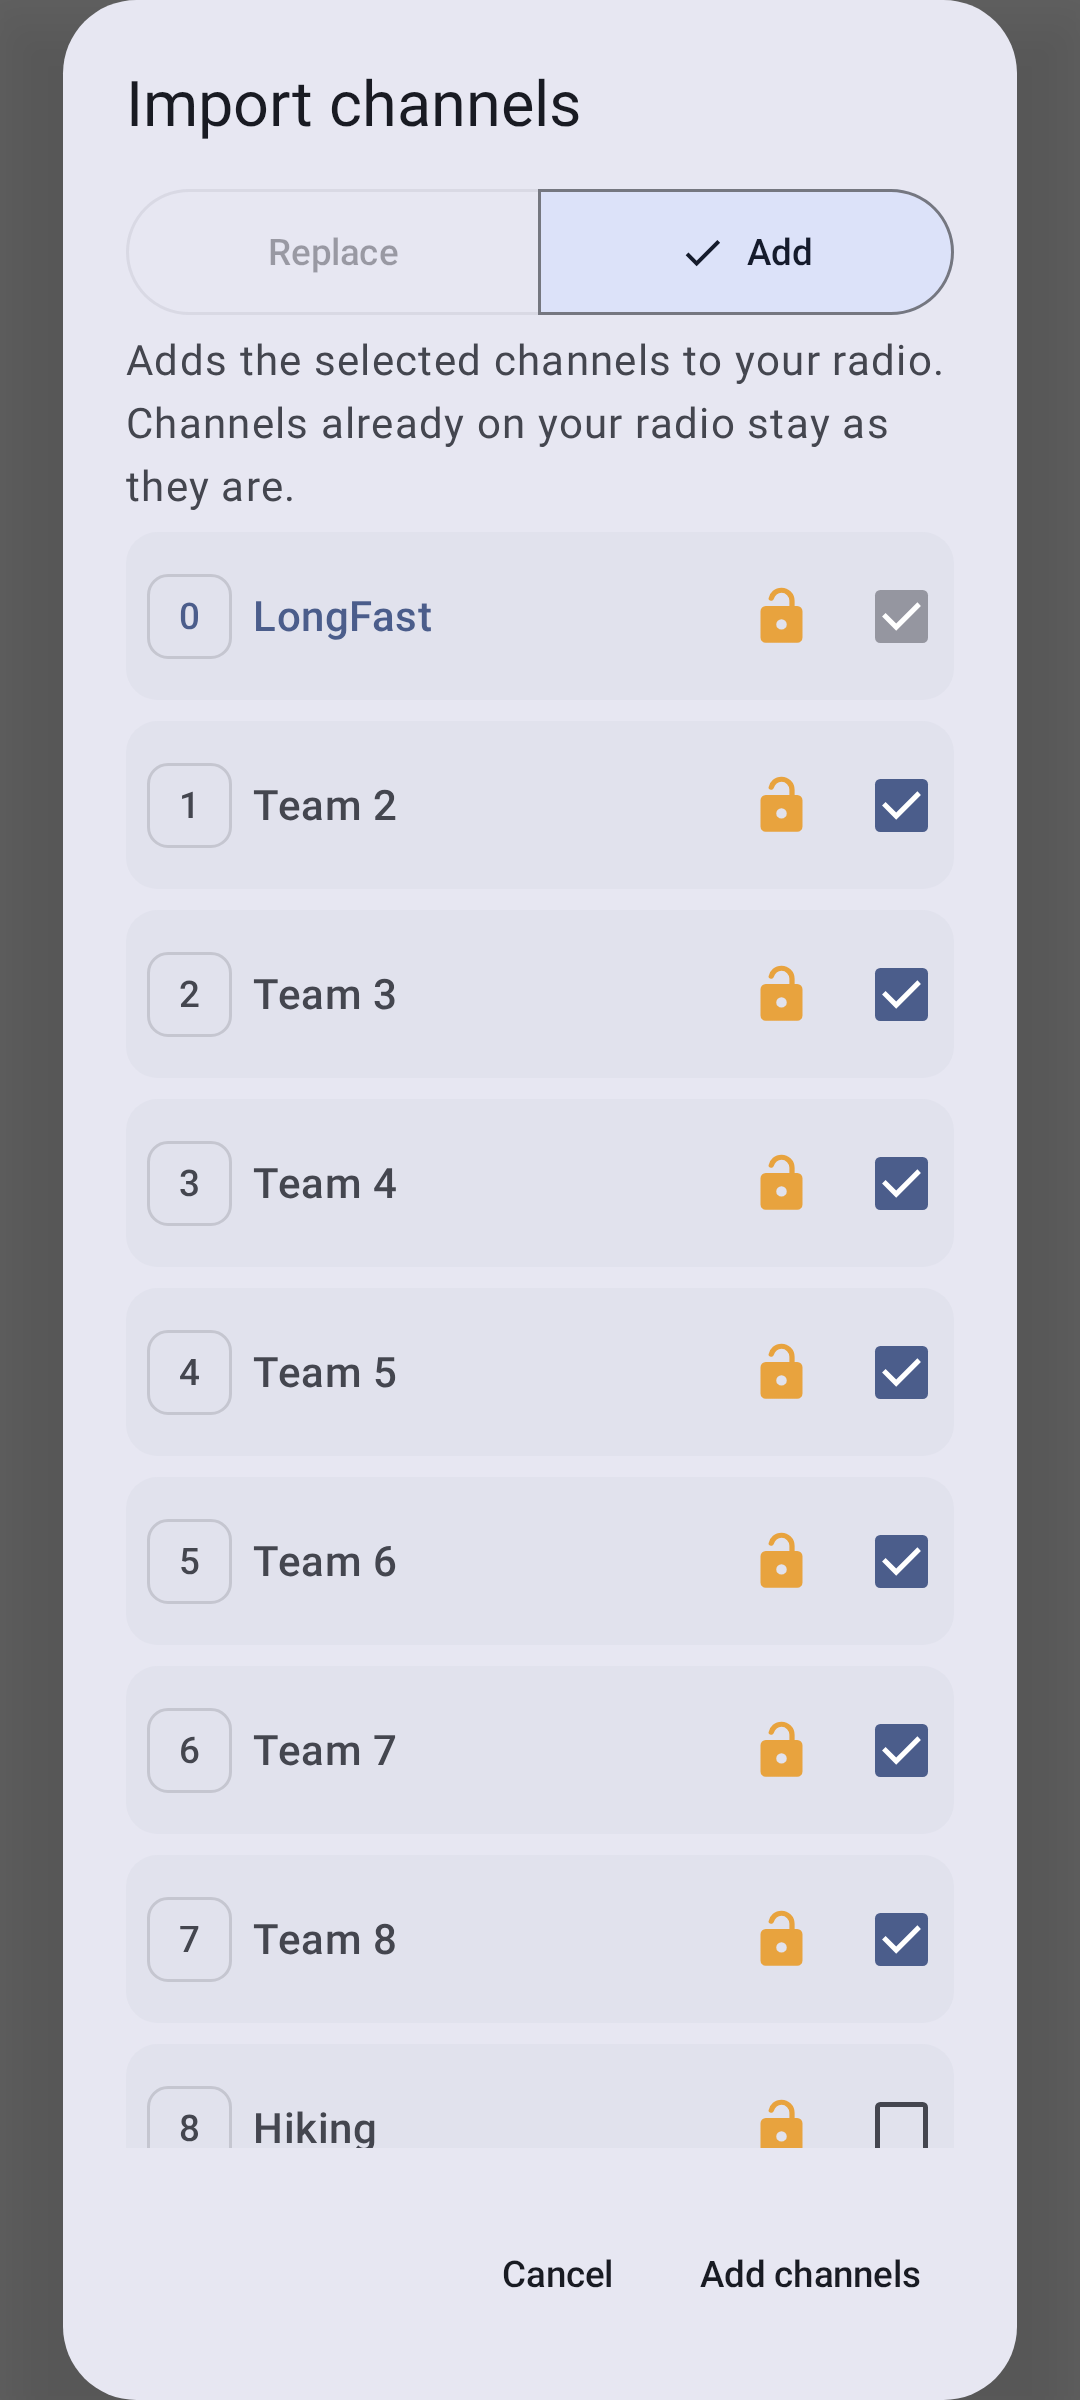 Import channels
Replace
Add
Adds the selected channels to your radio.
Channels already on your radio stay as
they are.
0 LongFast
1 Team 2
2 Team 3
3 Team 4
4 Team 5
5 Team 6
6 Team 7
7 Team 8
8 Hiking
Cancel Add channels